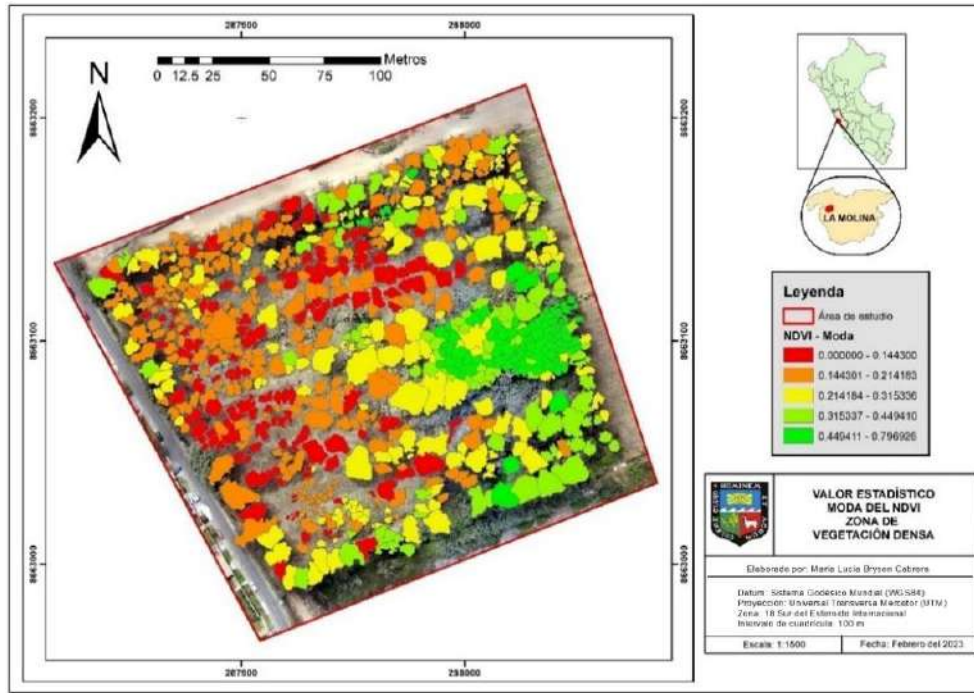 287900
288000
Metros
0 12.5 25 50 75 100
N
8663200
8663200
8663100
8663100
8663000
8663000
LA MOLINA
Leyenda
Área de estudio
NDVI - Moda
0.000000 - 0.144300
0.144301 - 0.214183
0.214184 - 0.315336
0.315337 - 0.449410
0.449411 - 0.796926
VALOR ESTADÍSTICO
MODA DEL NDVI
ZONA DE
VEGETACIÓN DENSA
Elaborado por: María Lucía Brysen Cabrera
Datum: Sistema Geodésico Mundial (WGS84)
Proyección: Universal Transversa Mercator (UTM)
Zona: 18 Sur del Esferoide Internacional
Intervalo de cuadrícula: 100 m
Escala: 1:1500
Fecha: Febrero del 2023
287900
288000